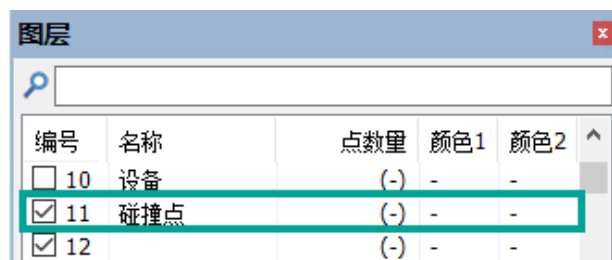 图层
编号 名称 点数量 颜色1 颜色2
10 设备 (-) - -
11 碰撞点 (-) - -
12 (-) - -